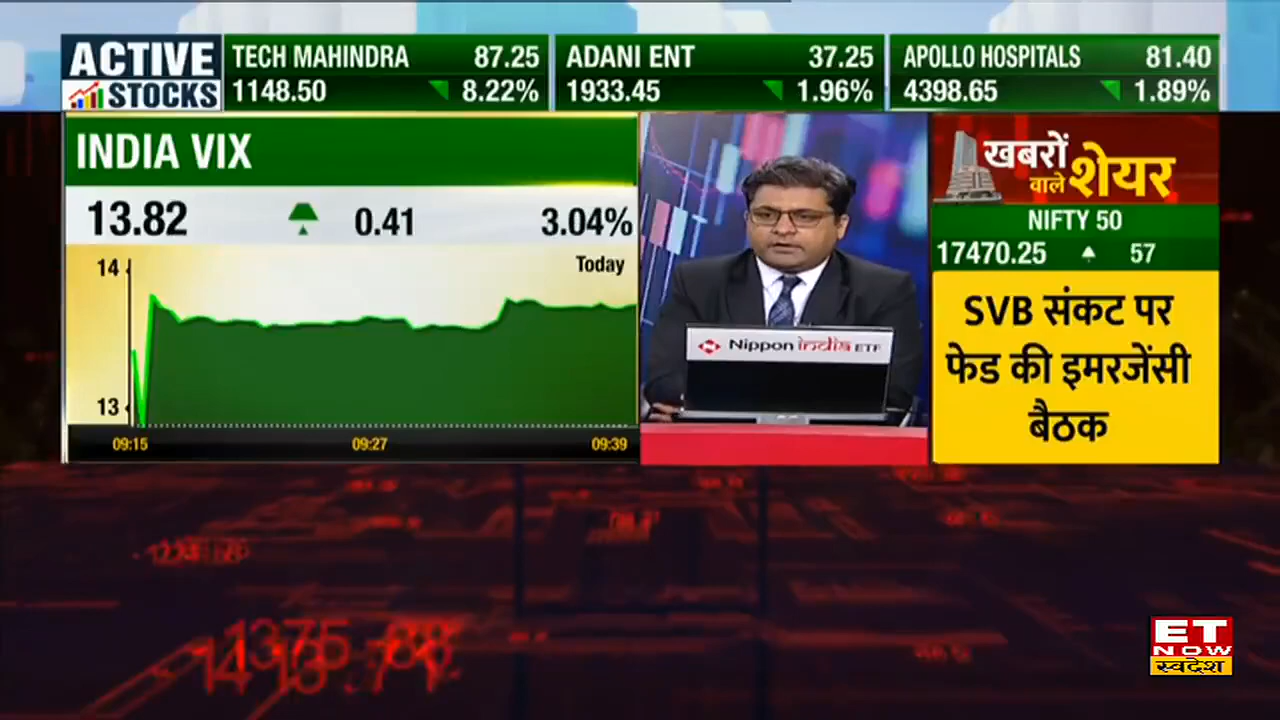 ACTIVE STOCKS
TECH MAHINDRA 87.25
1148.50 8.22%
ADANI ENT 37.25
1933.45 1.96%
APOLLO HOSPITALS 81.40
4398.65 1.89%
INDIA VIX
13.82 0.41 3.04%
Today
14
13
09:15 09:27 09:39
Nippon india ETF
खबरों
वाले शेयर
NIFTY 50
17470.25 57
SVB संकट पर
फेड की इमरजेंसी
बैठक
ET
NOW
स्वदेश